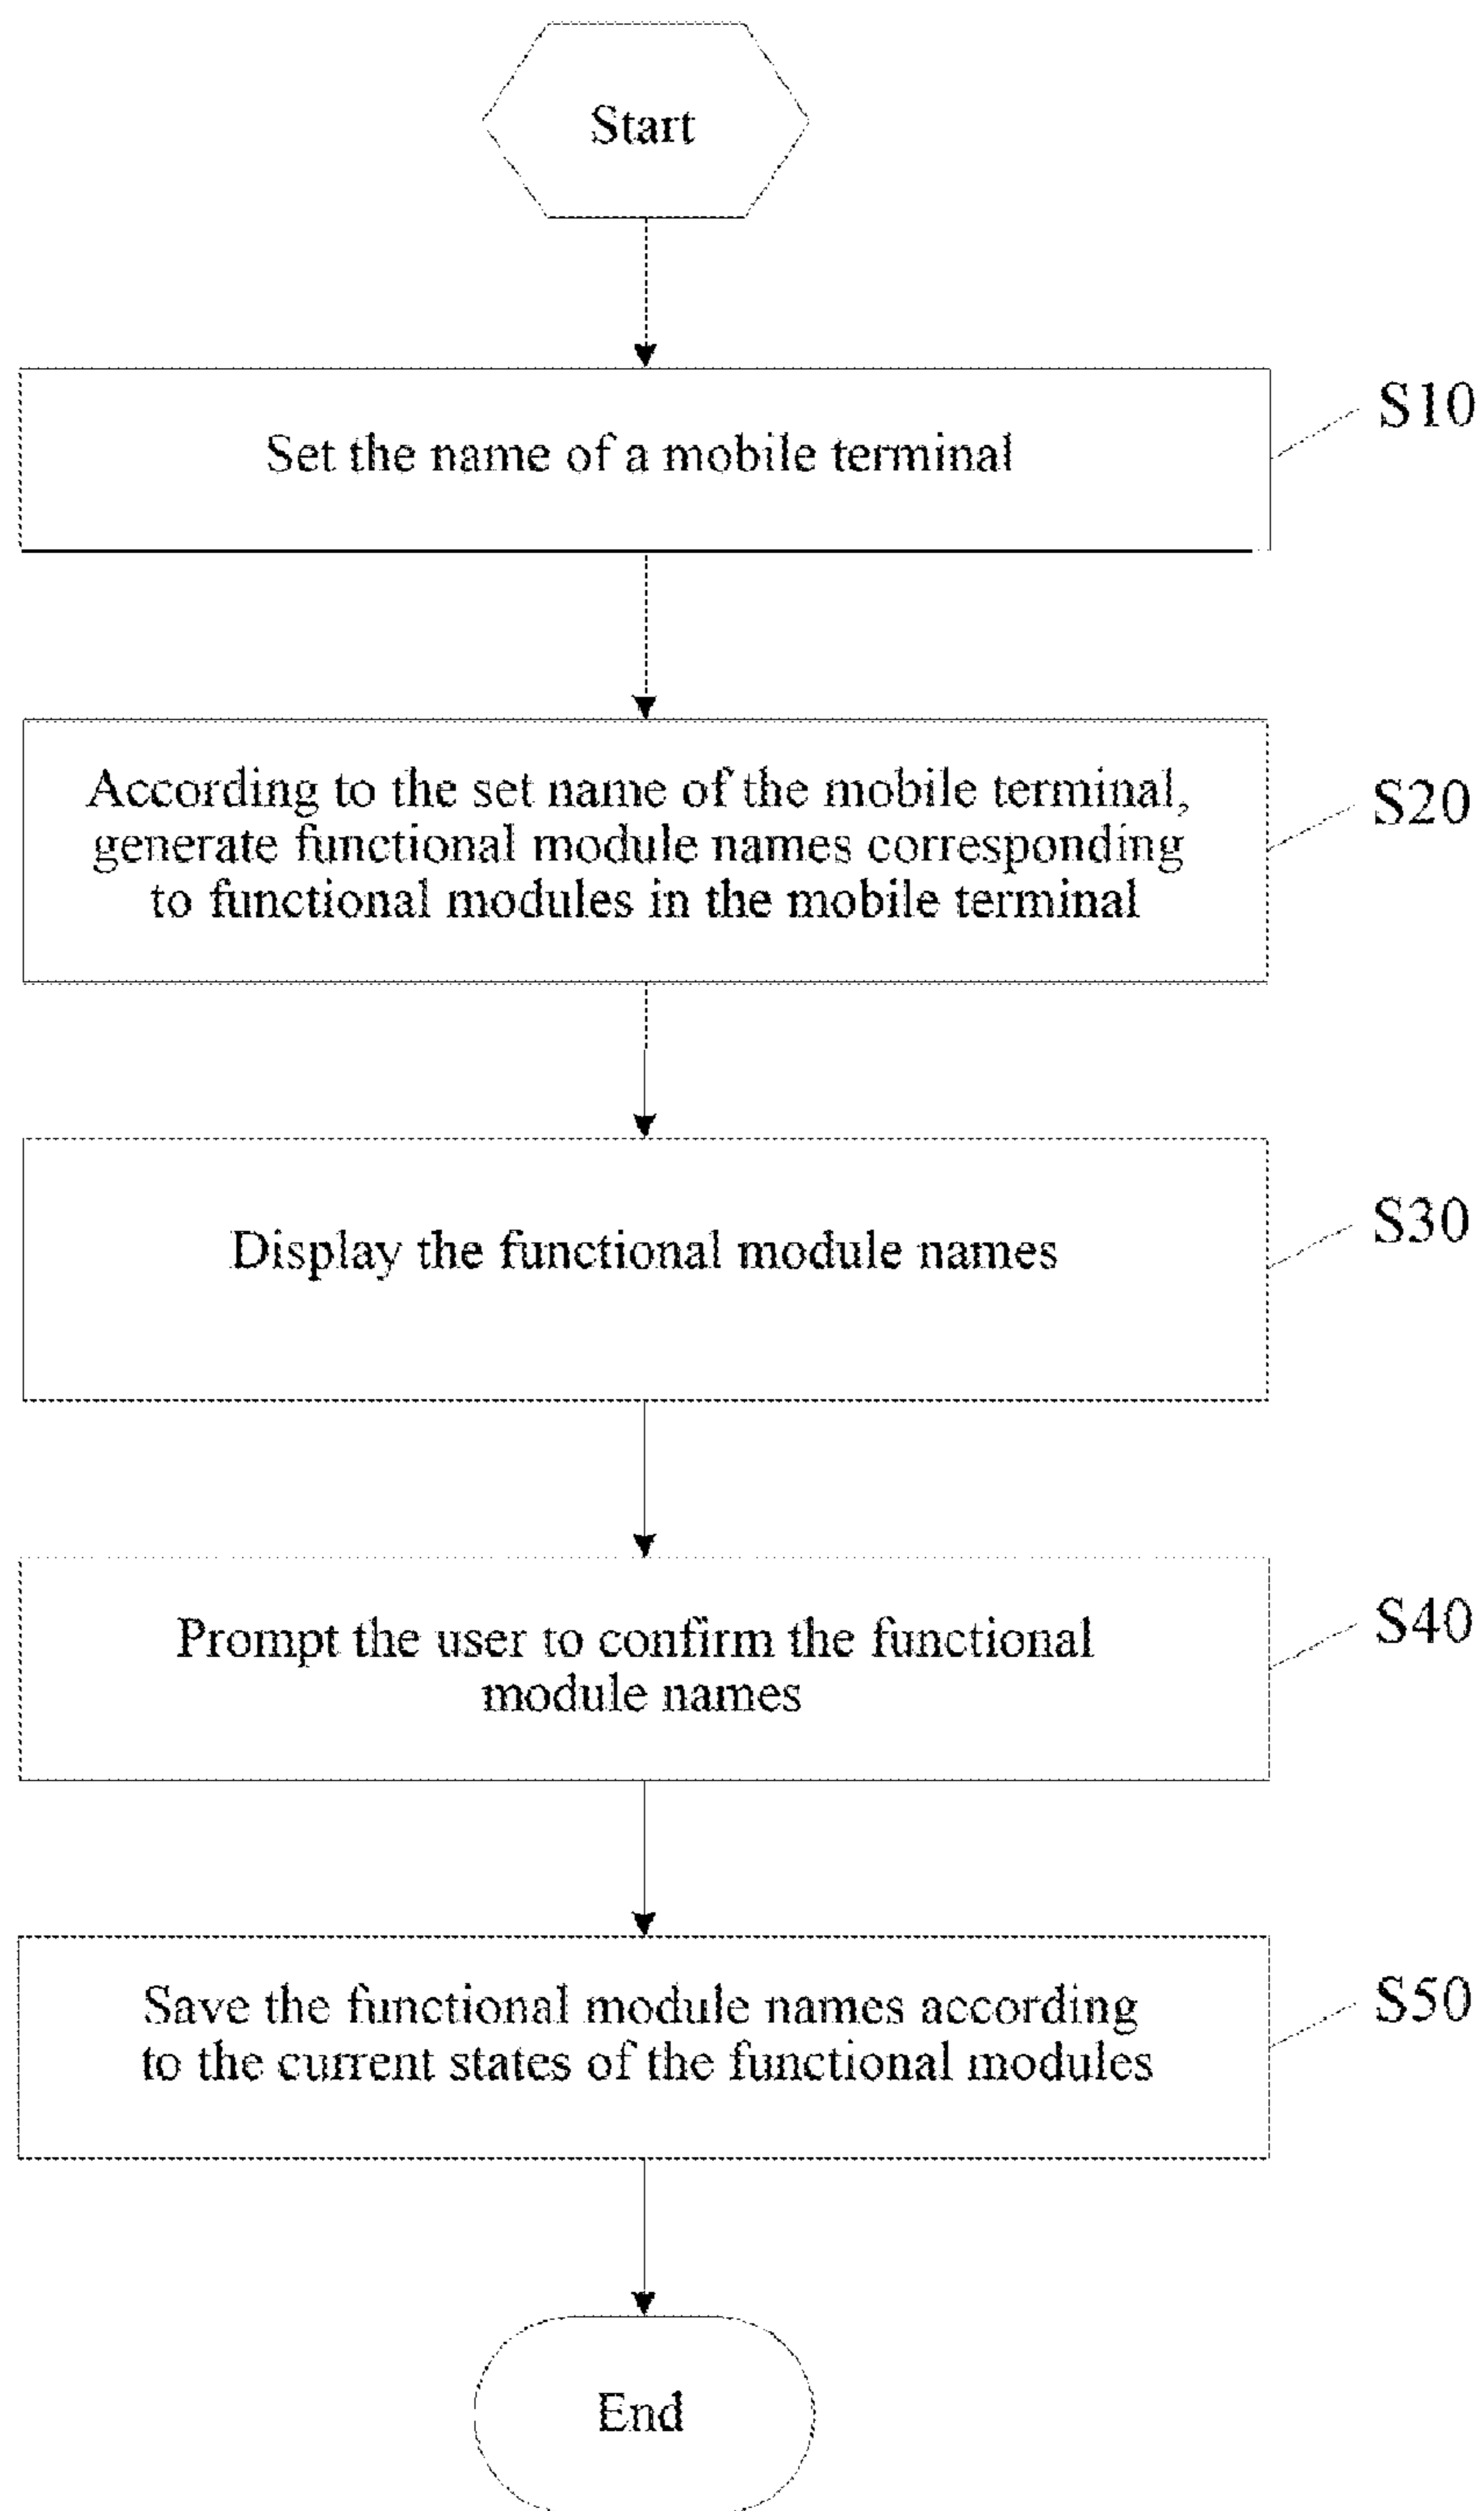 Start
Set the name of a mobile terminal
S10
According to the set name of the mobile terminal,
generate functional module names corresponding
to functional modules in the mobile terminal
S20
Display the functional module names
S30
Prompt the user to confirm the functional
module names
S40
Save the functional module names according
to the current states of the functional modules
S50
End